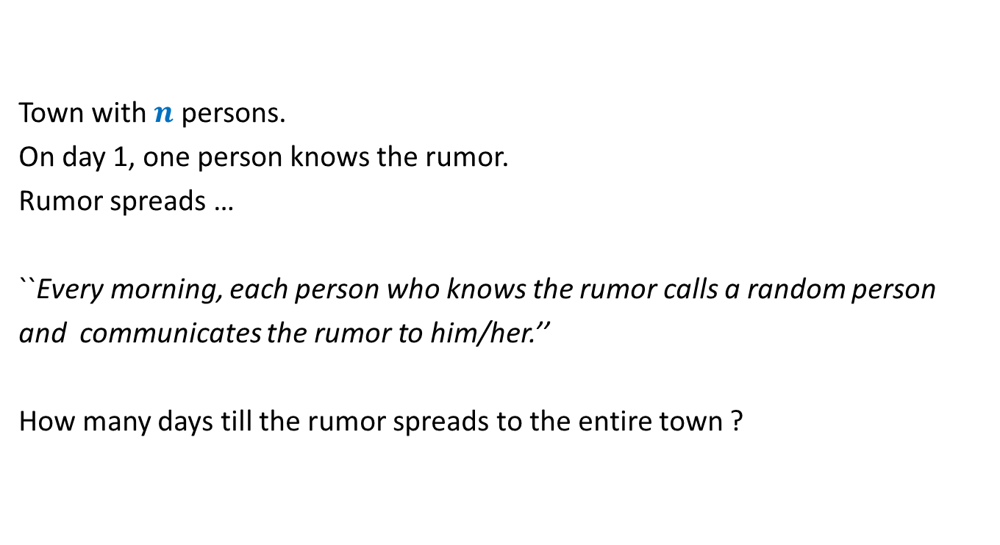 Town with n persons.
On day 1, one person knows the rumor.
Rumor spreads …
``Every morning, each person who knows the rumor calls a random person
and communicates the rumor to him/her.’’
How many days till the rumor spreads to the entire town ?